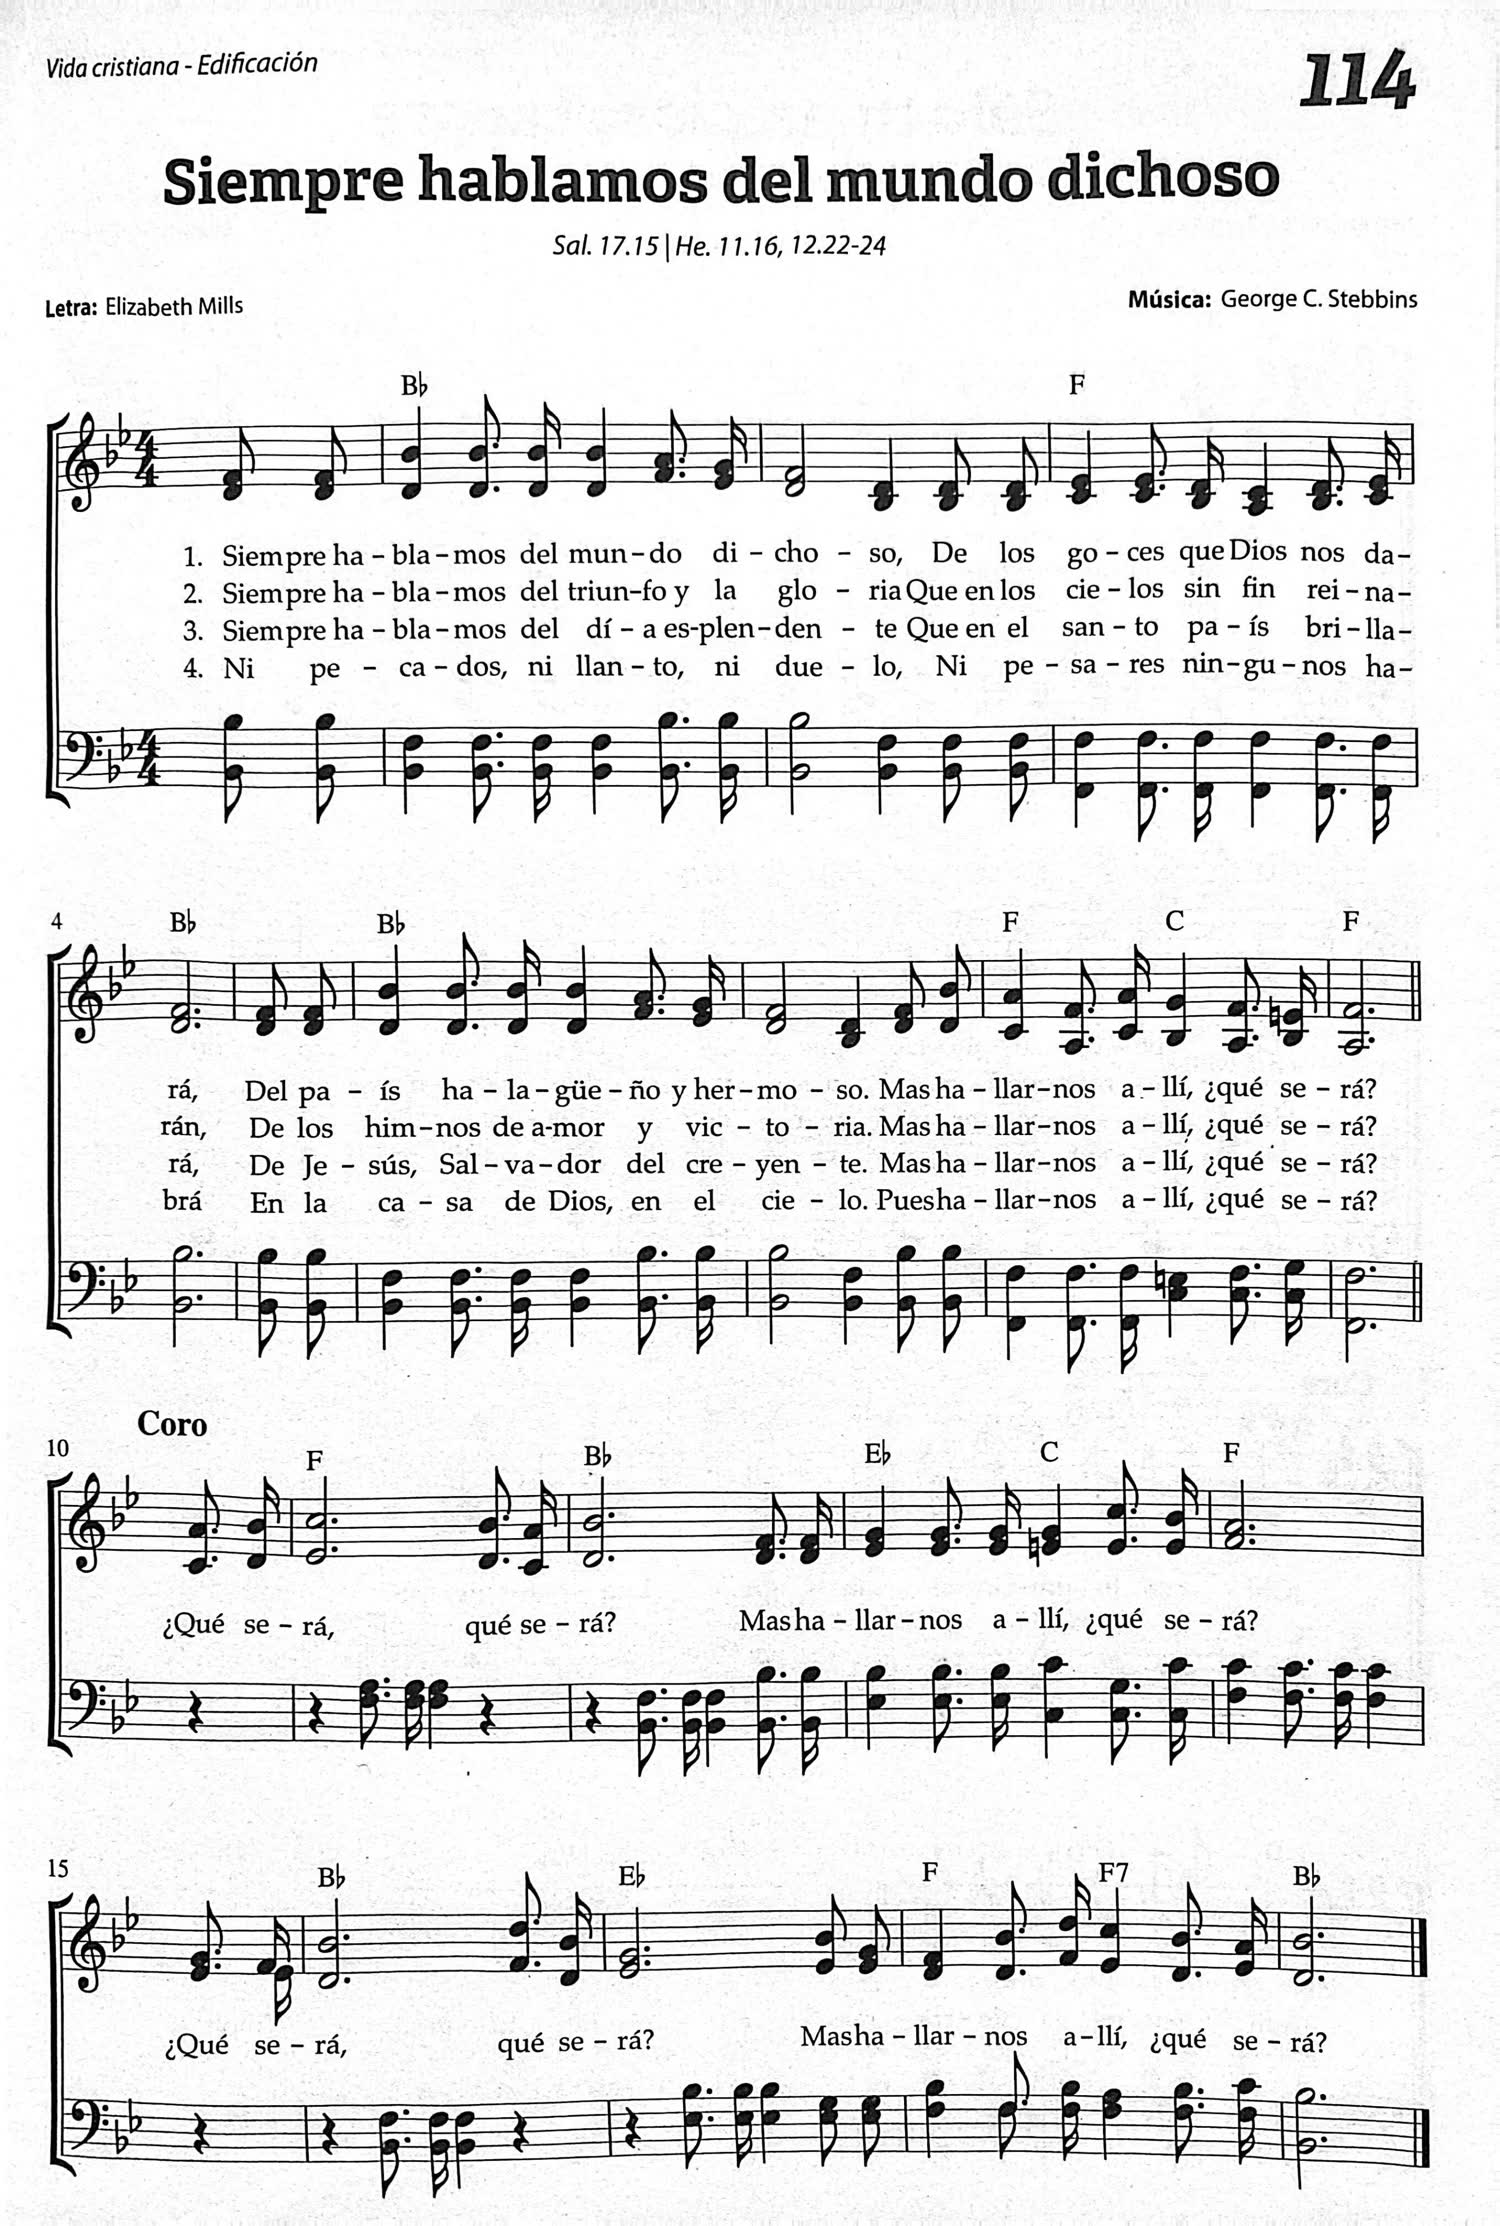 Vida cristiana - Edificación
114
Siempre hablamos del mundo dichoso
Sal. 17.15 | He. 11.16, 12.22-24
Letra: Elizabeth Mills
Música: George C. Stebbins
B♭ F
4 4
1. Siempre ha – bla – mos del mun – do di – cho – so, De los go – ces que Dios nos da –
2. Siempre ha – bla – mos del triun – fo y la glo – ria Que en los cie – los sin fin rei – na –
3. Siempre ha – bla – mos del dí – a es-plen – den – te Que en el san – to pa – ís bri – lla –
4. Ni pe – ca – dos, ni llan – to, ni due – lo, Ni pe – sa – res nin – gu – nos ha –
4 4
4 B♭ B♭ F C F
rá, Del pa – ís ha – la – güe – ño y her – mo – so. Mas ha – llar – nos a – llí, ¿qué se – rá?
rán, De los him – nos de a-mor y vic – to – ria. Mas ha – llar – nos a – llí, ¿qué se – rá?
rá, De Je – sús, Sal – va – dor del cre – yen – te. Mas ha – llar – nos a – llí, ¿qué se – rá?
brá En la ca – sa de Dios, en el cie – lo. Pues ha – llar – nos a – llí, ¿qué se – rá?
Coro
10 F B♭ E♭ C F
¿Qué se – rá, qué se – rá? Mas ha – llar – nos a – llí, ¿qué se – rá?
15 B♭ E♭ F F7 B♭
¿Qué se – rá, qué se – rá? Mas ha – llar – nos a – llí, ¿qué se – rá?